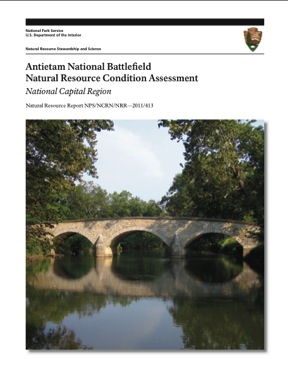 National Park Service
U.S. Department of the Interior
Natural Resource Stewardship and Science
Antietam National Battlefield
Natural Resource Condition Assessment
National Capital Region
Natural Resource Report NPS/NCRN/NRR—2011/413